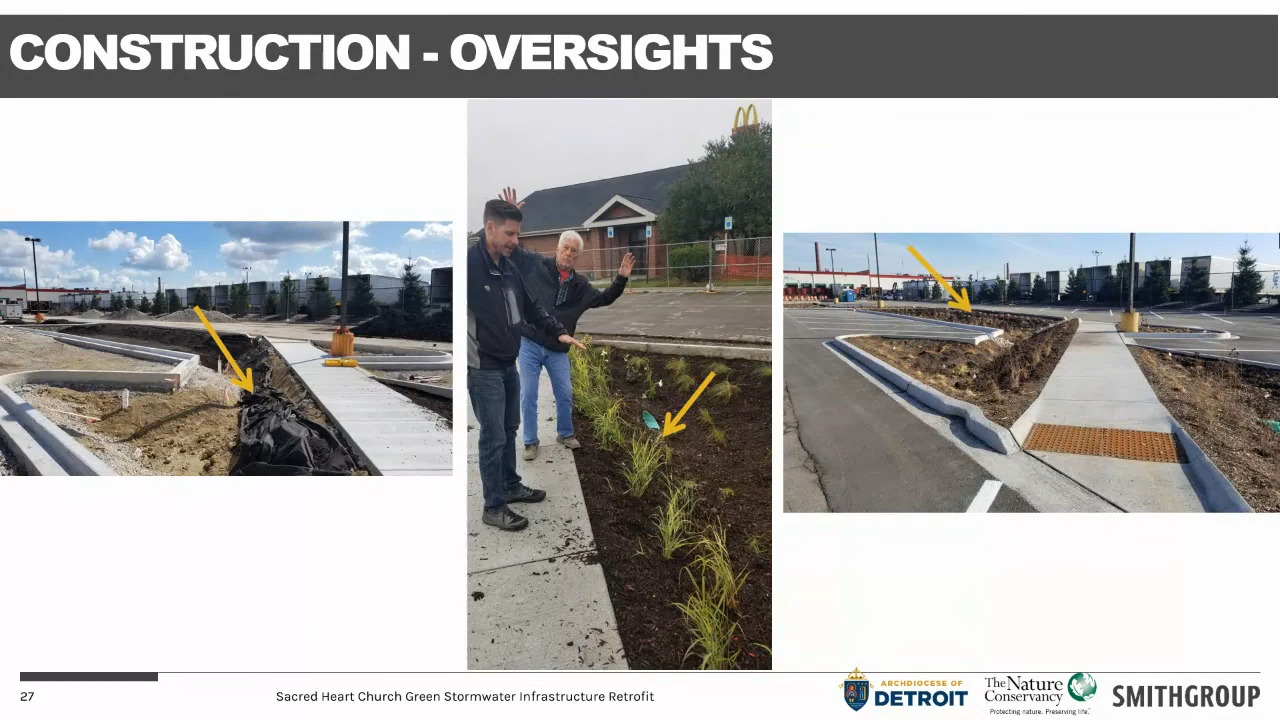 CONSTRUCTION - OVERSIGHTS
27
Sacred Heart Church Green Stormwater Infrastructure Retrofit
ARCHDIOCESE OF
DETROIT
The Nature
Conservancy
Protecting nature. Preserving life.
SMITHGROUP